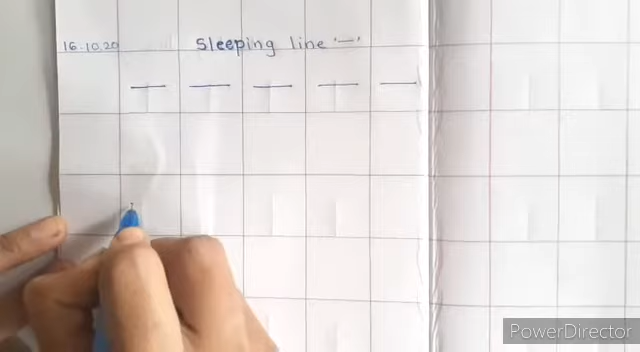 16.10.20 Sleeping line '—'
— — — — —
PowerDirector